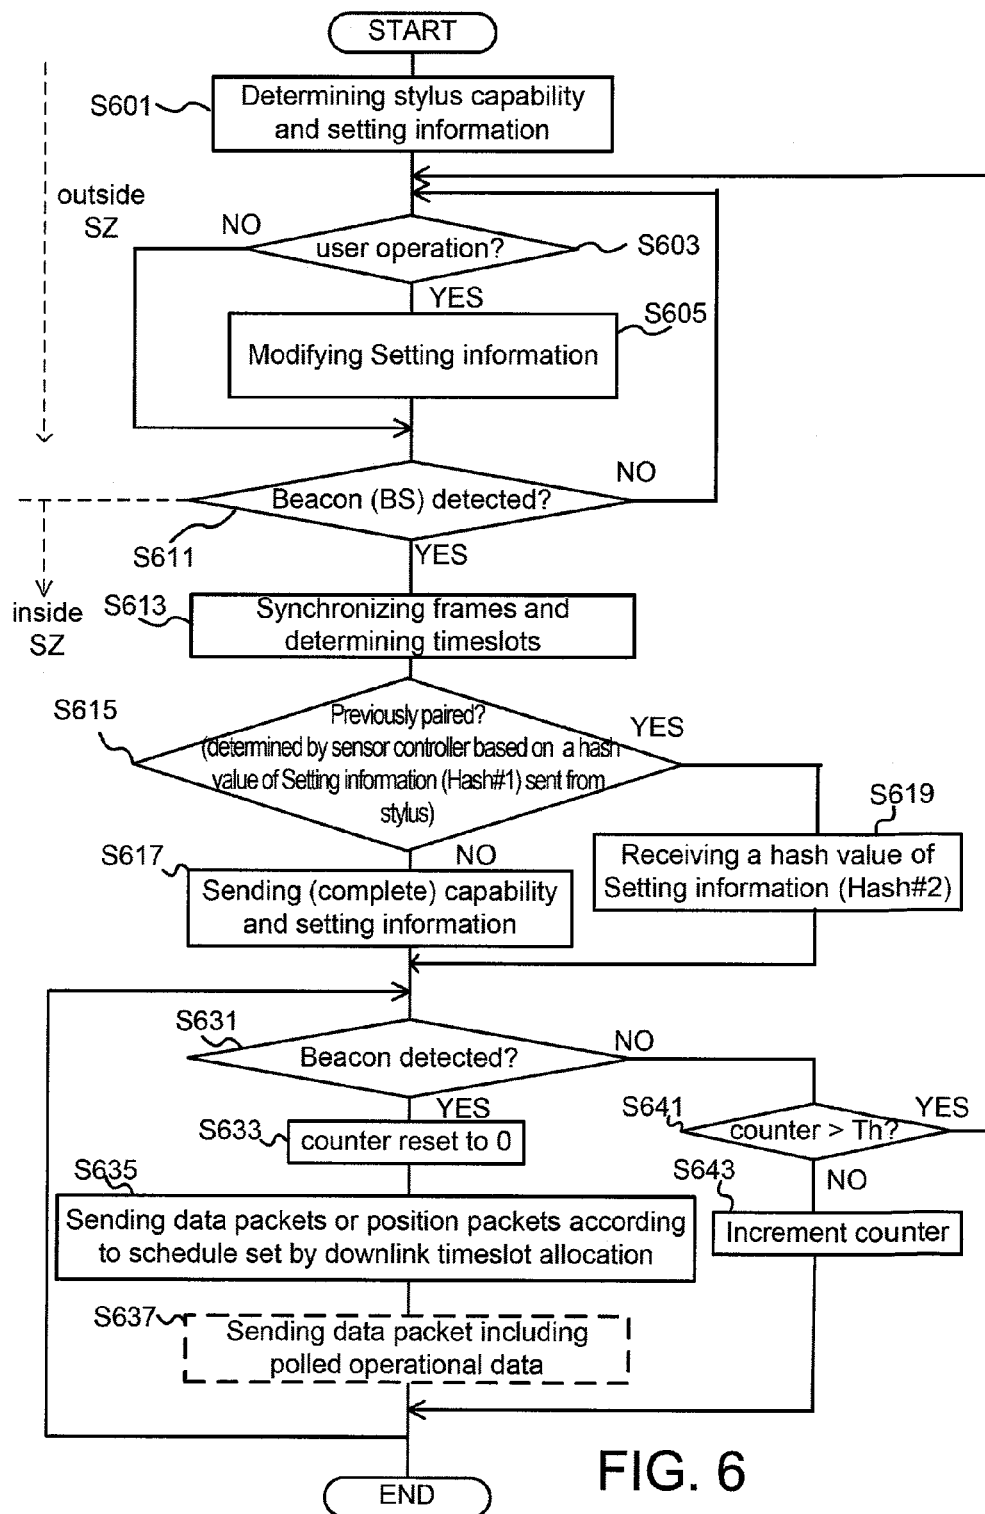 START
S601
Determining stylus capability
and setting information
outside
SZ
NO
user operation?
S603
YES
S605
Modifying Setting information
NO
Beacon (BS) detected?
S611
YES
inside
SZ
S613
Synchronizing frames and
determining timeslots
S615
Previously paired?
(determined by sensor controller based on a hash
value of Setting information (Hash#1) sent from
stylus)
YES
S619
Receiving a hash value of
Setting information (Hash#2)
S617
NO
Sending (complete) capability
and setting information
S631
Beacon detected?
NO
YES
S641
counter > Th?
YES
S633
counter reset to 0
NO
S643
Increment counter
S635
Sending data packets or position packets according
to schedule set by downlink timeslot allocation
S637
Sending data packet including
polled operational data
FIG. 6
END